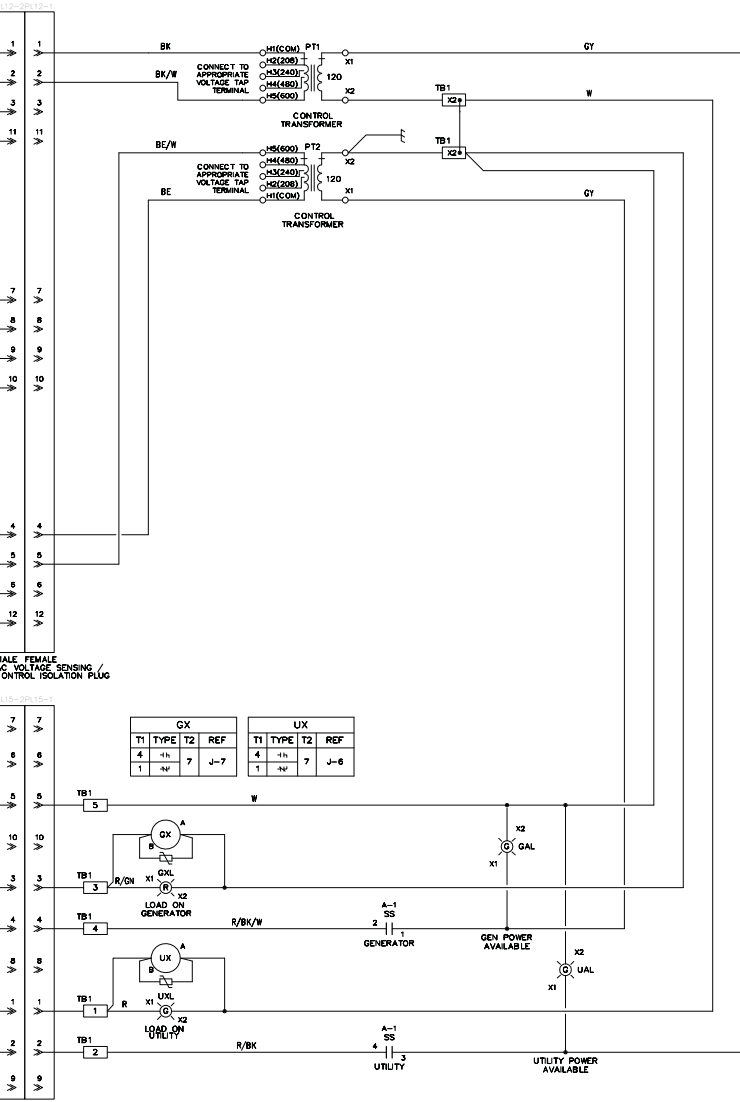 1 1
2 2
3 3
11 11
BK
BK/W
CONNECT TO
APPROPRIATE
VOLTAGE TAP
TERMINAL
H1(COM)
H2(208)
H3(240)
H4(480)
H5(600)
PT1
120
X1
X2
CONTROL
TRANSFORMER
GY
W
TB1
X2
TB1
X2
BE/W
BE
CONNECT TO
APPROPRIATE
VOLTAGE TAP
TERMINAL
H5(600)
H4(480)
H3(240)
H2(208)
H1(COM)
PT2
120
X2
X1
CONTROL
TRANSFORMER
GY
7 7
8 8
9 9
10 10
4 4
5 5
6 6
12 12
ALE FEMALE
AC VOLTAGE SENSING /
ONTROL ISOLATION PLUG
L15-2PL15-1
7 7
6 6
5 5
10 10
3 3
4 4
8 8
1 1
2 2
9 9
GX
T1 TYPE T2 REF
4
1
7 J-7
UX
T1 TYPE T2 REF
4
1
7 J-6
TB1
5
W
GX
A
B
GXL
TB1
3
R/GN
X1
R
X2
LOAD ON
GENERATOR
TB1
4
R/BK/W
A-1
SS
2
1
GENERATOR
X2
G GAL
X1
GEN POWER
AVAILABLE
UX
A
B
UXL
TB1
1
R
X1
G
X2
LOAD ON
UTILITY
X2
G UAL
X1
TB1
2
R/BK
A-1
SS
4
3
UTILITY
UTILITY POWER
AVAILABLE